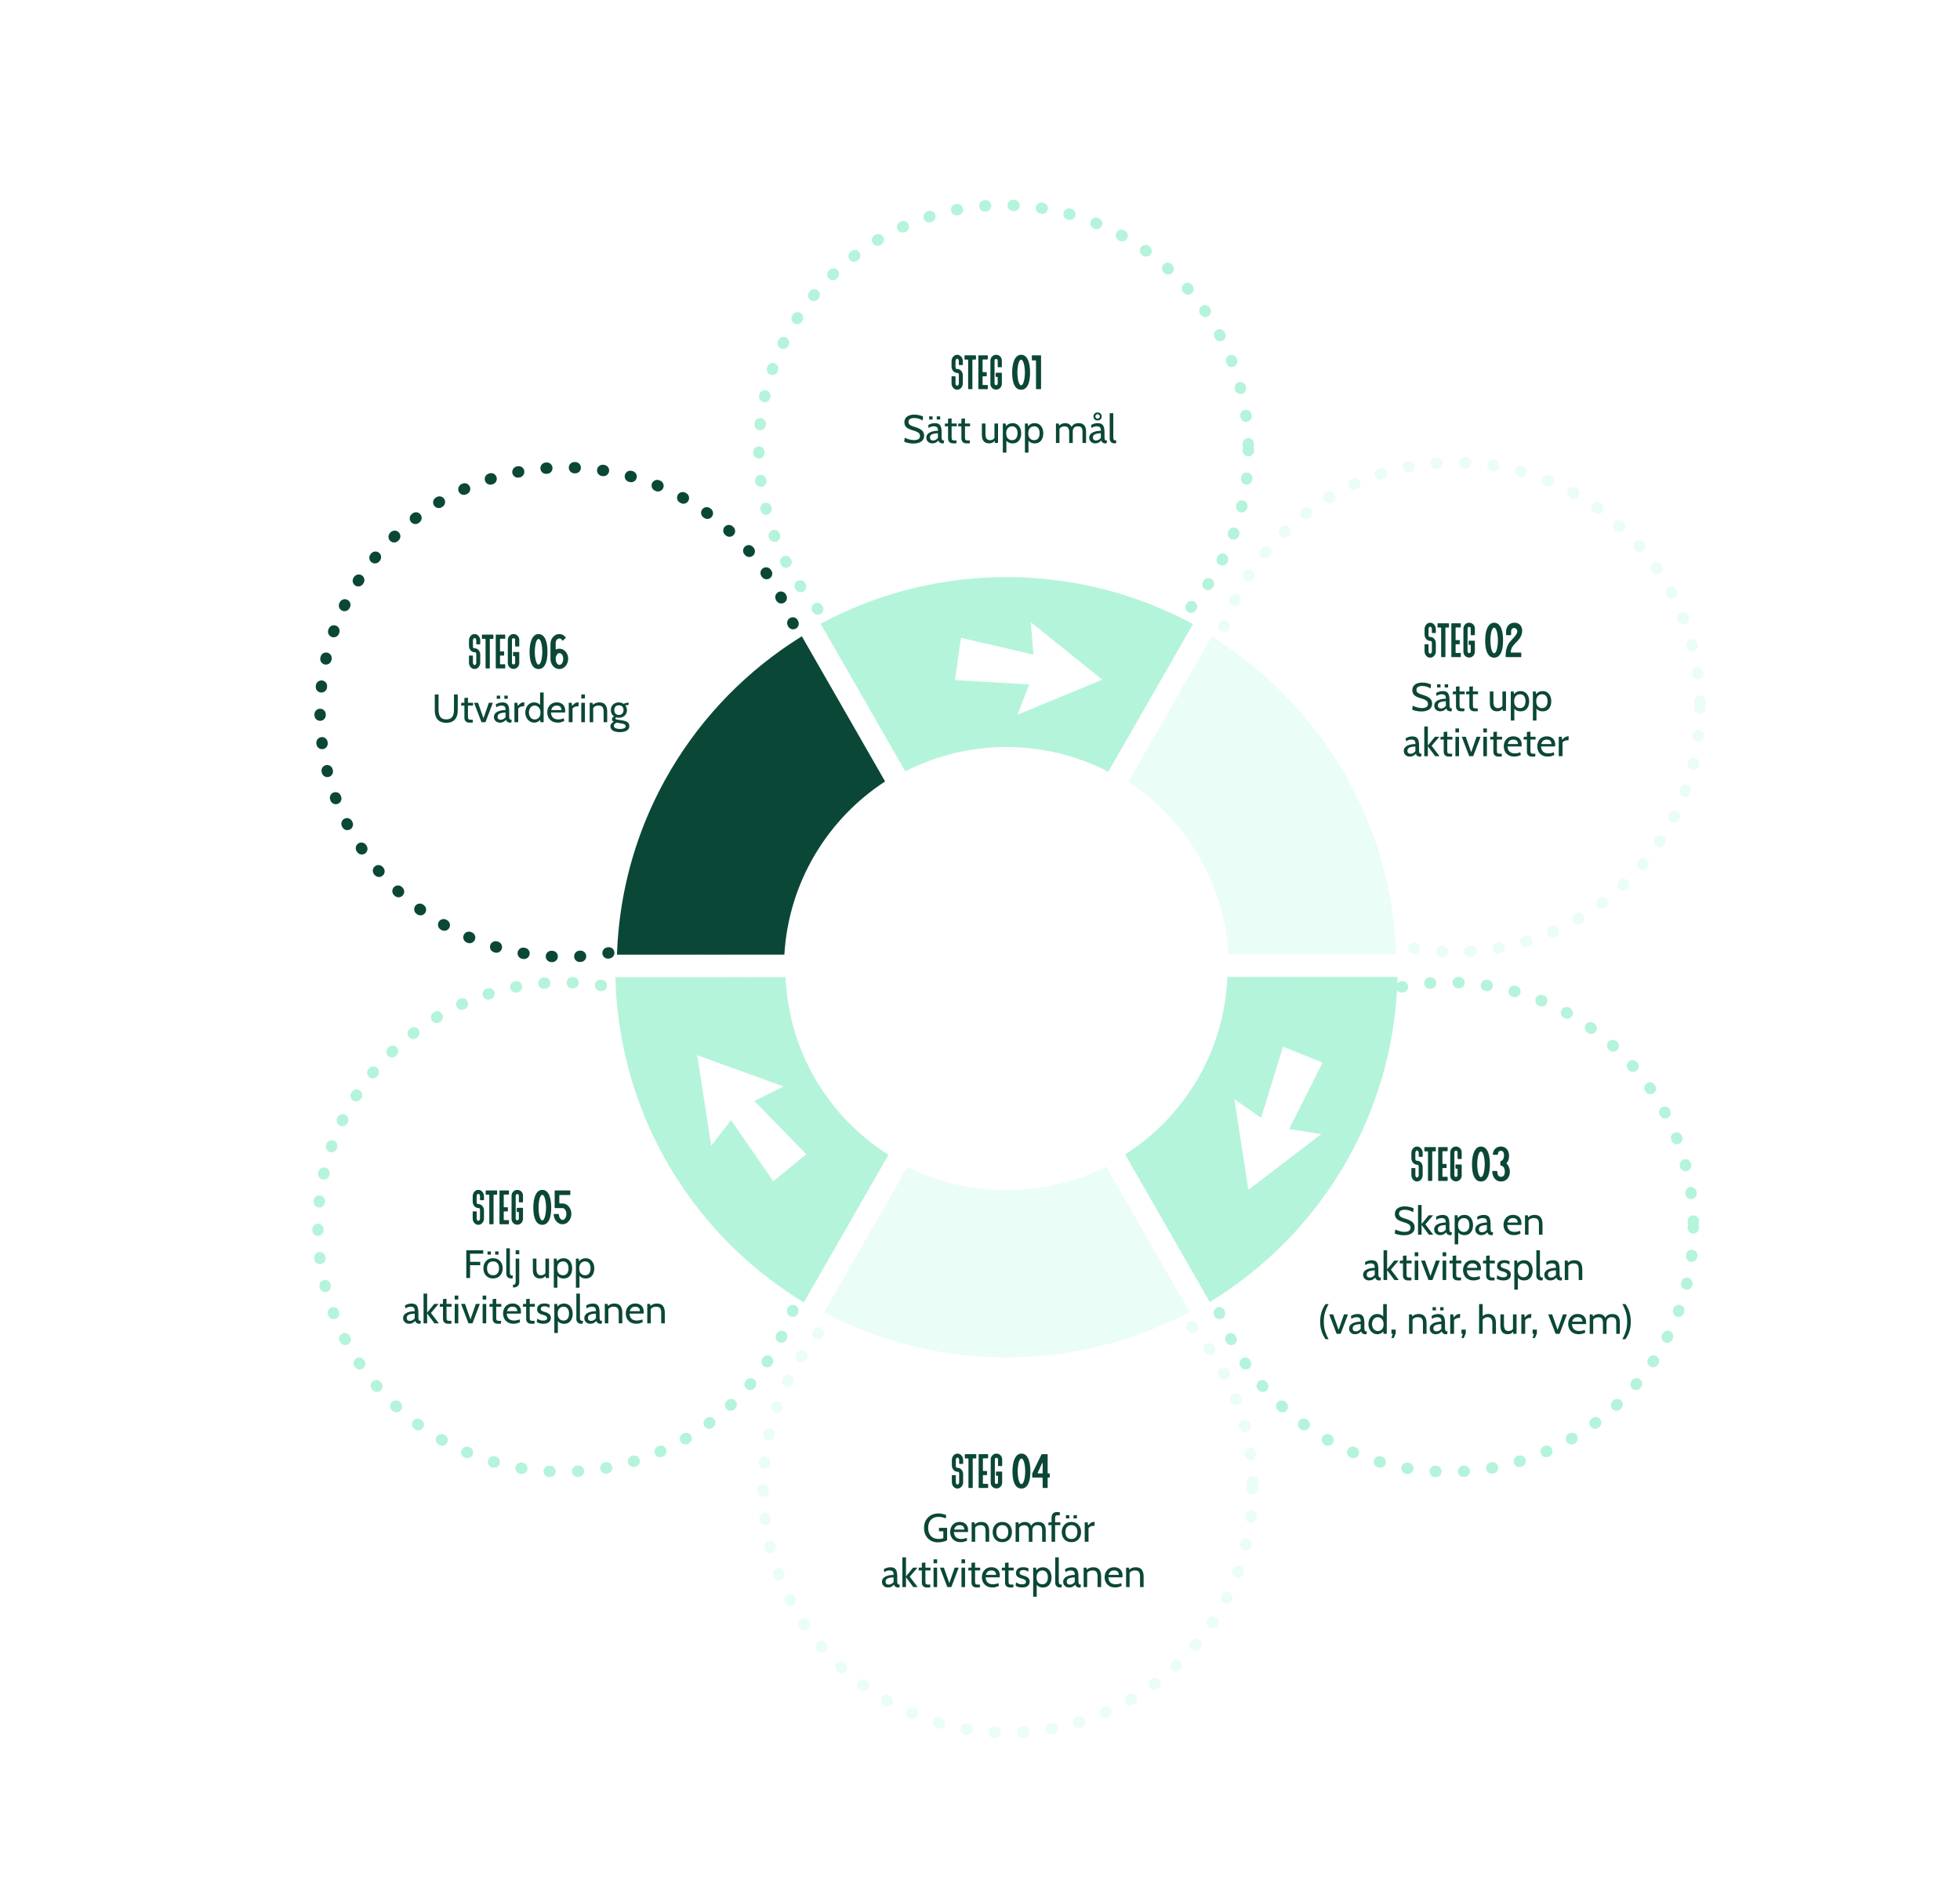 STEG 01
Sätt upp mål
STEG 02
Sätt upp
aktiviteter
STEG 03
Skapa en
aktivitetsplan
(vad, när, hur, vem)
STEG 04
Genomför
aktivitetsplanen
STEG 05
Följ upp
aktivitetsplanen
STEG 06
Utvärdering